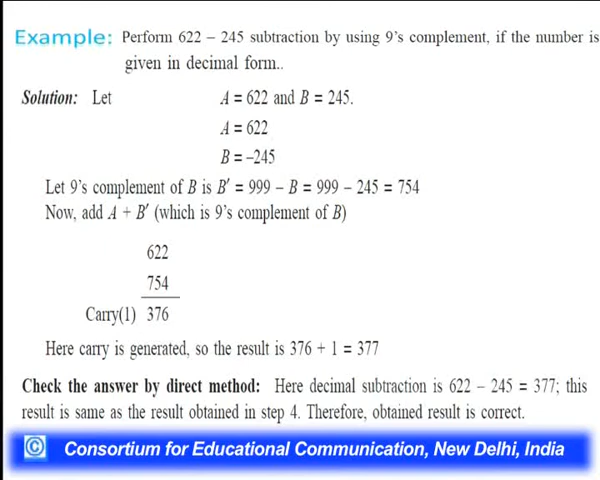 Example: Perform 622 – 245 subtraction by using 9's complement, if the number is
given in decimal form..
Solution: Let A = 622 and B = 245.
A = 622
B = –245
Let 9's complement of B is B′ = 999 – B = 999 – 245 = 754
Now, add A + B′ (which is 9's complement of B)
622
754
Carry(1) 376
Here carry is generated, so the result is 376 + 1 = 377
Check the answer by direct method: Here decimal subtraction is 622 – 245 = 377; this
result is same as the result obtained in step 4. Therefore, obtained result is correct.
© Consortium for Educational Communication, New Delhi, India